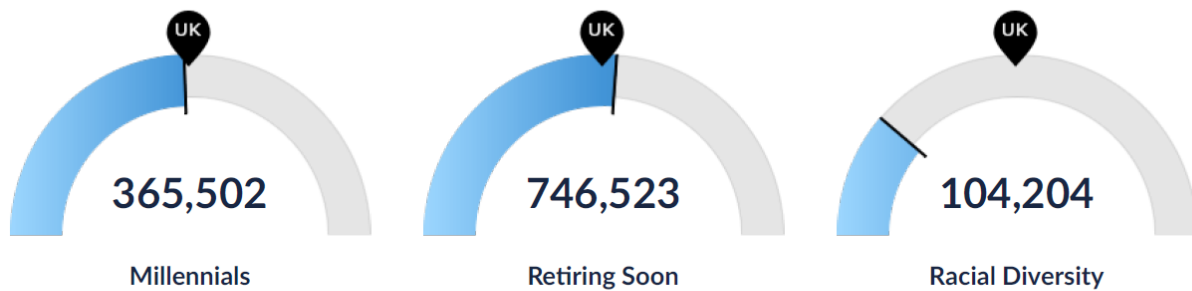 UK
UK
UK
365,502
746,523
104,204
Millennials
Retiring Soon
Racial Diversity